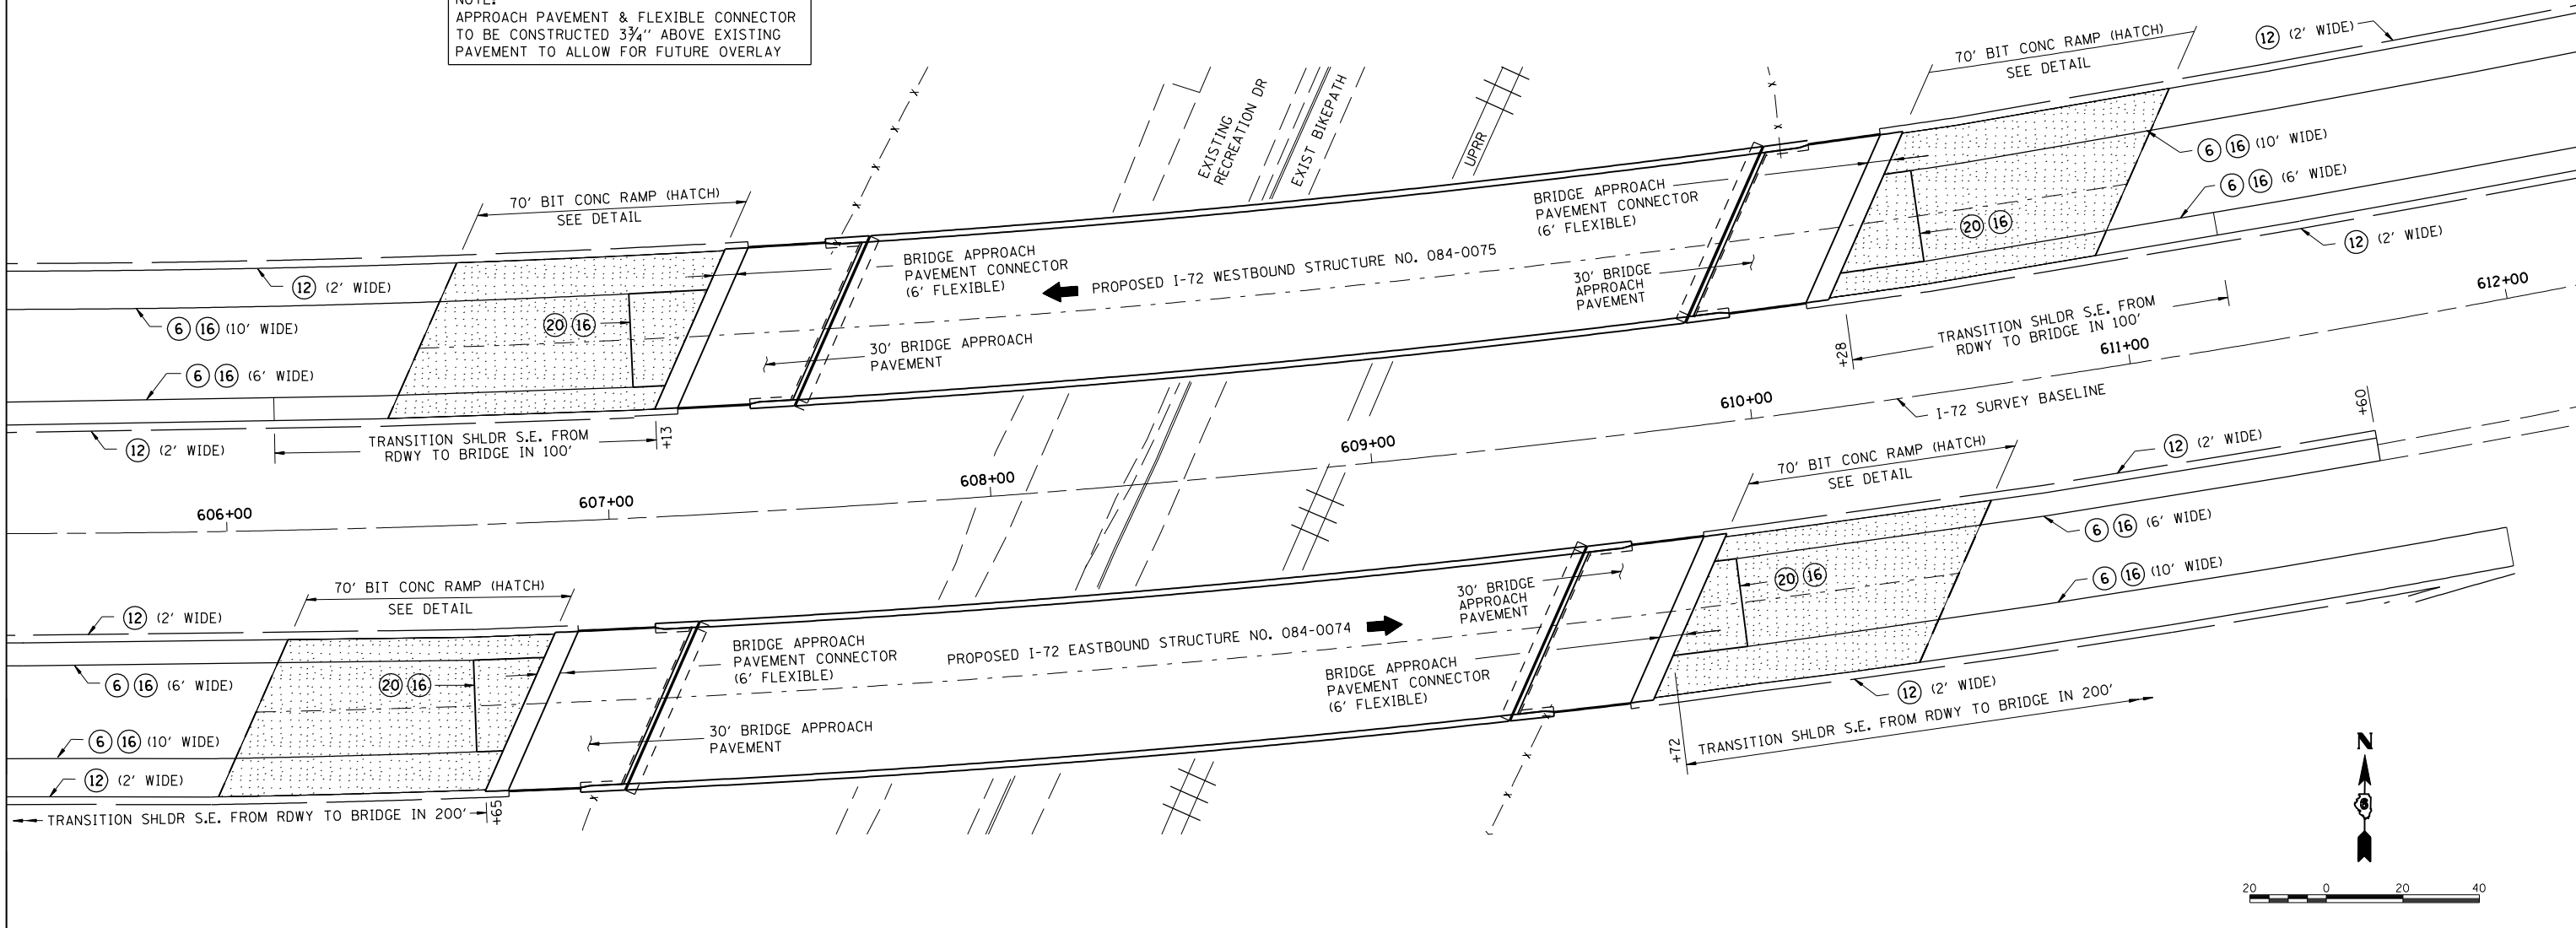 NOTE:
APPROACH PAVEMENT & FLEXIBLE CONNECTOR
TO BE CONSTRUCTED 3¾'' ABOVE EXISTING
PAVEMENT TO ALLOW FOR FUTURE OVERLAY
12 (2' WIDE)
70' BIT CONC RAMP (HATCH)
SEE DETAIL
EXISTING
RECREATION DR
EXIST BIKEPATH
UPRR
6 16 (10' WIDE)
6 16 (6' WIDE)
70' BIT CONC RAMP (HATCH)
SEE DETAIL
BRIDGE APPROACH
PAVEMENT CONNECTOR
(6' FLEXIBLE)
20 16
12 (2' WIDE)
BRIDGE APPROACH
PAVEMENT CONNECTOR
(6' FLEXIBLE)
PROPOSED I-72 WESTBOUND STRUCTURE NO. 084-0075
30' BRIDGE
APPROACH
PAVEMENT
12 (2' WIDE)
6 16 (10' WIDE)
20 16
30' BRIDGE APPROACH
PAVEMENT
6 16 (6' WIDE)
+28
TRANSITION SHLDR S.E. FROM
RDWY TO BRIDGE IN 100'
612+00
611+00
610+00
I-72 SURVEY BASELINE
+60
12 (2' WIDE)
TRANSITION SHLDR S.E. FROM
RDWY TO BRIDGE IN 100'
+13
609+00
608+00
607+00
606+00
70' BIT CONC RAMP (HATCH)
SEE DETAIL
12 (2' WIDE)
6 16 (6' WIDE)
6 16 (10' WIDE)
20 16
70' BIT CONC RAMP (HATCH)
SEE DETAIL
30' BRIDGE
APPROACH
PAVEMENT
12 (2' WIDE)
6 16 (6' WIDE)
20 16
BRIDGE APPROACH
PAVEMENT CONNECTOR
(6' FLEXIBLE)
PROPOSED I-72 EASTBOUND STRUCTURE NO. 084-0074
BRIDGE APPROACH
PAVEMENT CONNECTOR
(6' FLEXIBLE)
12 (2' WIDE)
6 16 (10' WIDE)
30' BRIDGE APPROACH
PAVEMENT
+72
TRANSITION SHLDR S.E. FROM RDWY TO BRIDGE IN 200'
12 (2' WIDE)
TRANSITION SHLDR S.E. FROM RDWY TO BRIDGE IN 200'
+65
N
20 0 20 40